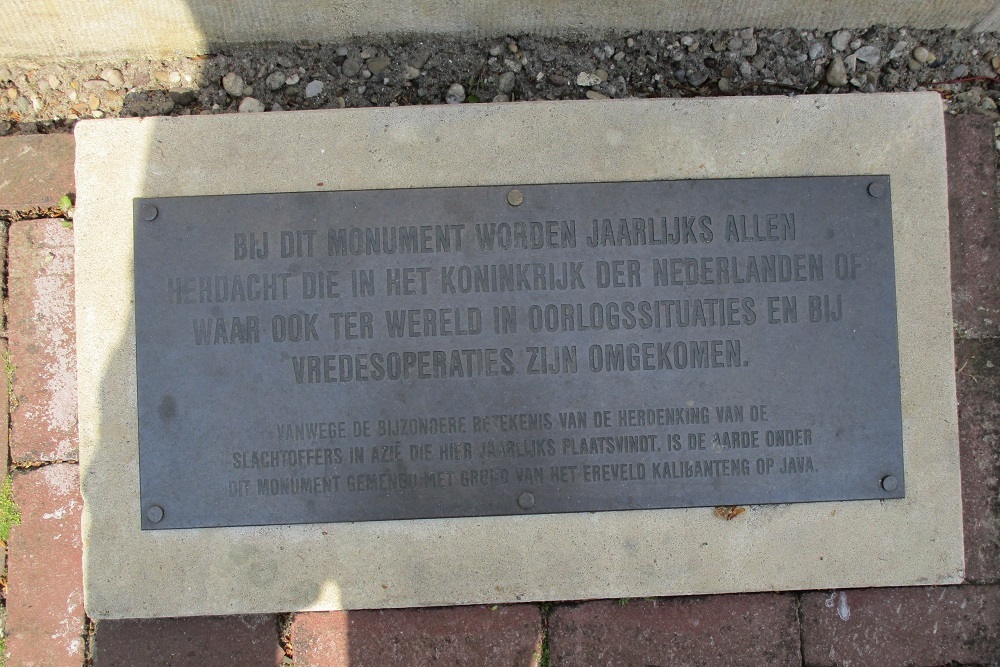 BIJ DIT MONUMENT WORDEN JAARLIJKS ALLEN
HERDACHT DIE IN HET KONINKRIJK DER NEDERLANDEN OF
WAAR OOK TER WERELD IN OORLOGSSITUATIES EN BIJ
VREDESOPERATIES ZIJN OMGEKOMEN.
VANWEGE DE BIJZONDERE BETEKENIS VAN DE HERDENKING VAN DE
SLACHTOFFERS IN AZIË DIE HIER JAARLIJKS PLAATSVINDT, IS DE AARDE ONDER
DIT MONUMENT GEMENGD MET GROND VAN HET EREVELD KALIBANTENG OP JAVA.